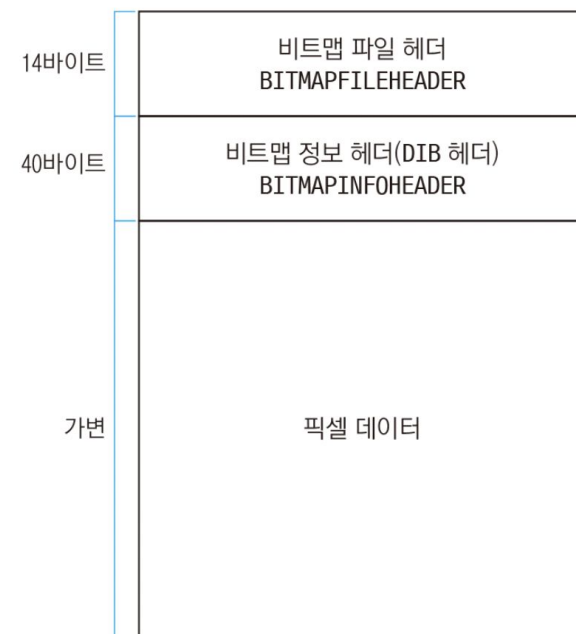 14바이트
비트맵 파일 헤더
BITMAPFILEHEADER
40바이트
비트맵 정보 헤더(DIB 헤더)
BITMAPINFOHEADER
가변
픽셀 데이터